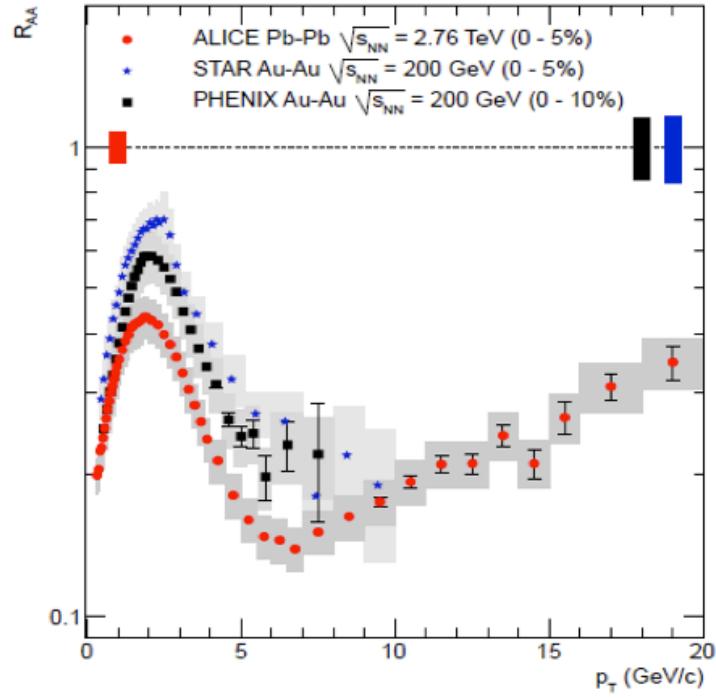 R_AA
ALICE Pb-Pb √s_NN = 2.76 TeV (0 - 5%)
STAR Au-Au √s_NN = 200 GeV (0 - 5%)
PHENIX Au-Au √s_NN = 200 GeV (0 - 10%)
1
0.1
0 5 10 15 20
p_T (GeV/c)